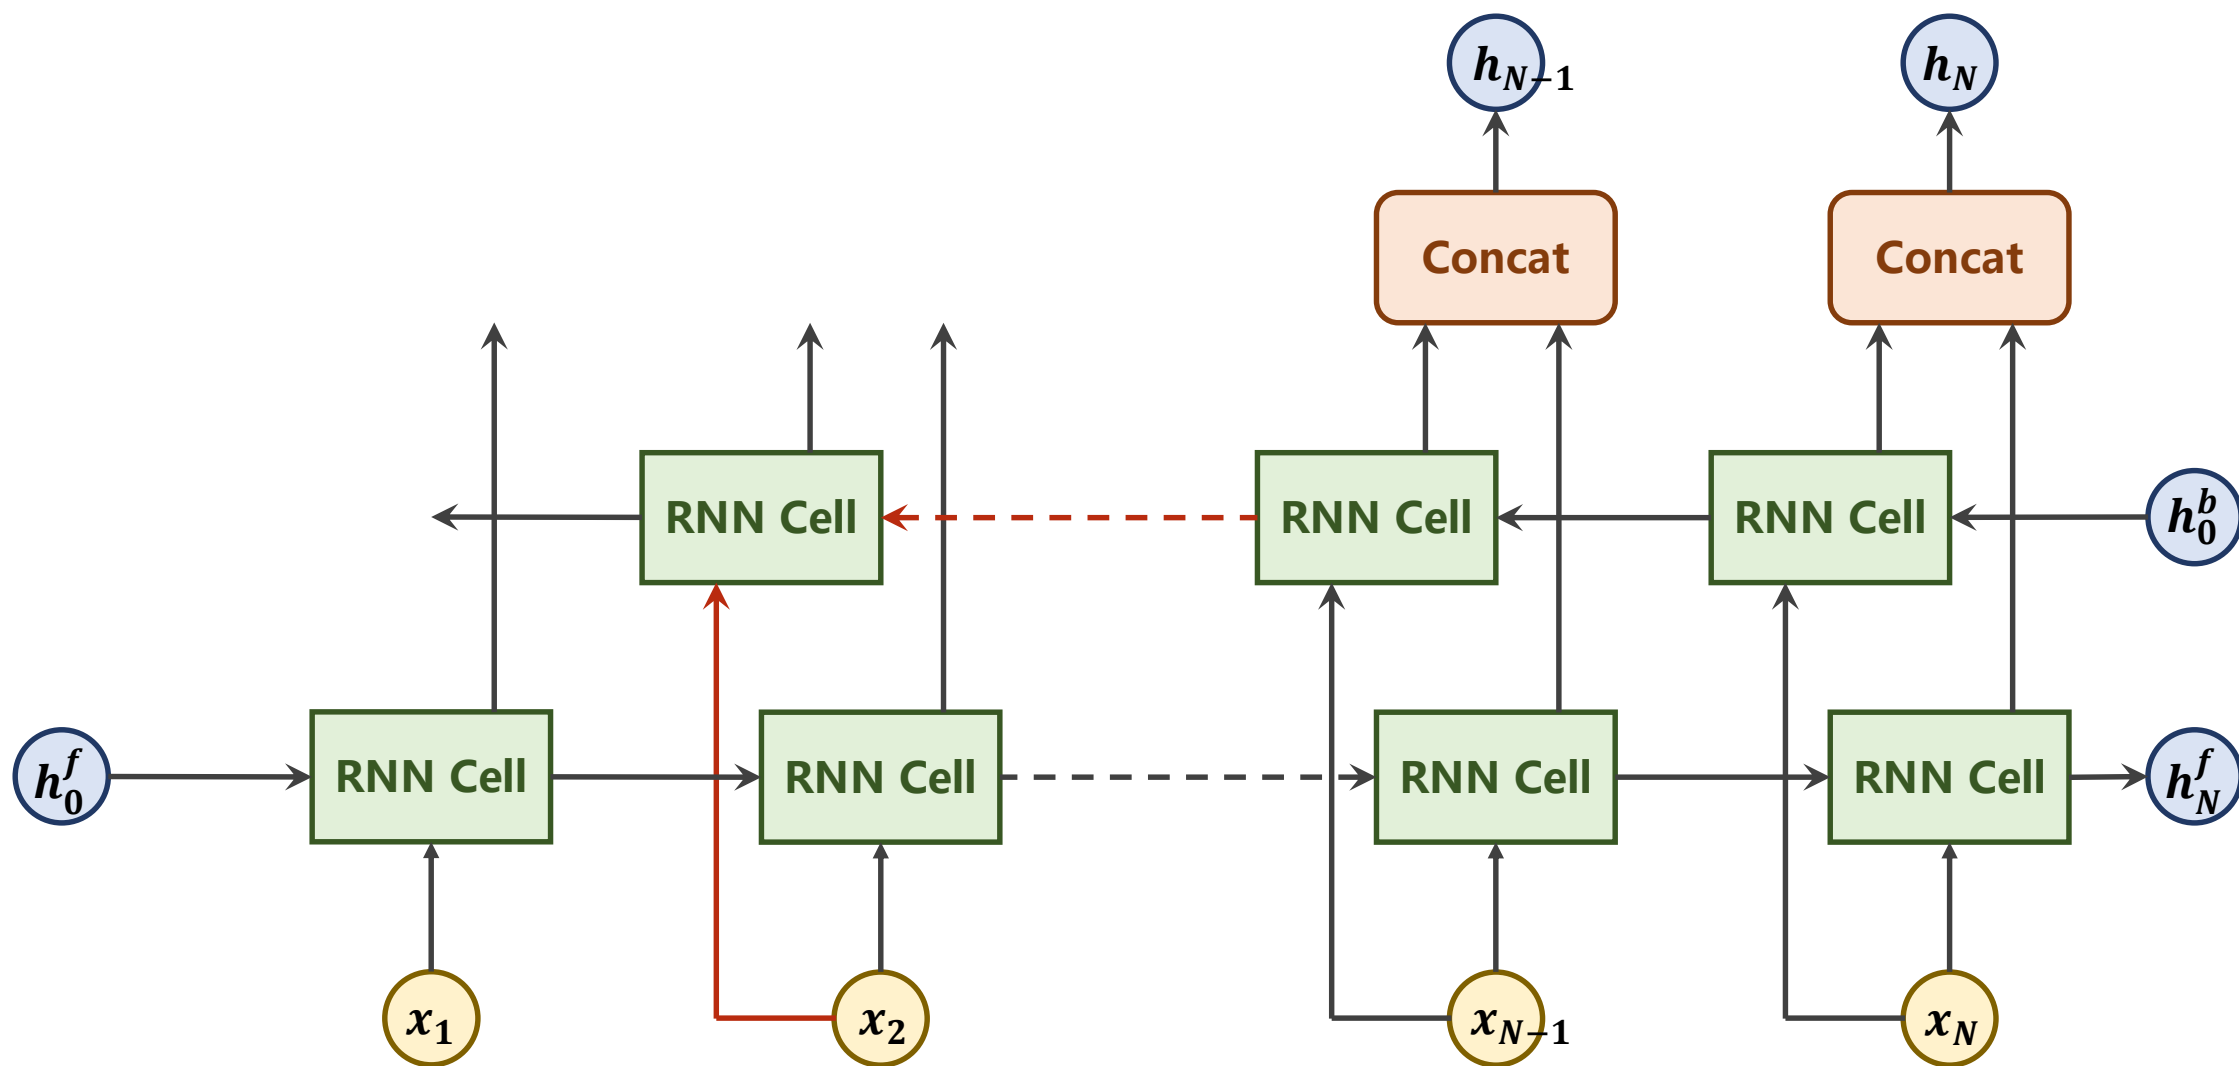 h_{N-1} h_N
Concat Concat
RNN Cell RNN Cell RNN Cell h_0^b
h_0^f RNN Cell RNN Cell RNN Cell RNN Cell h_N^f
x_1 x_2 x_{N-1} x_N